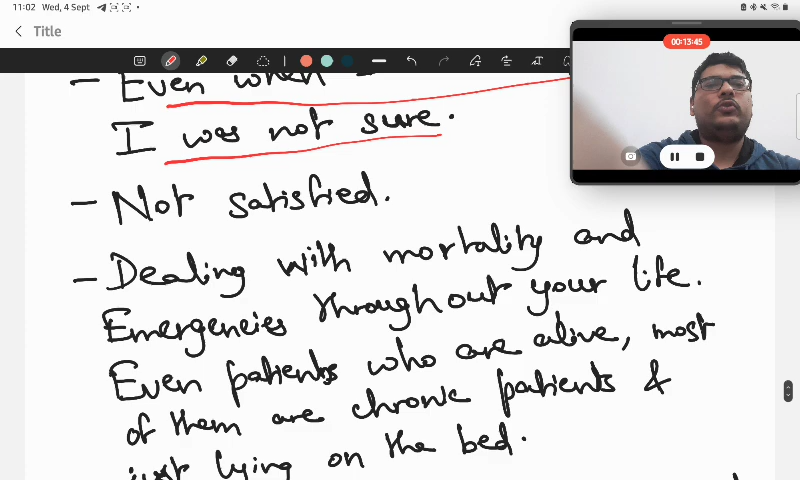 11:02 Wed, 4 Sept
Title
00:13:45
- Even when -
I was not sure.
- Not satisfied.
- Dealing with mortality and
Emergencies throughout your life.
Even patients who are alive, most
of them are chronic patients &
just lying on the bed.